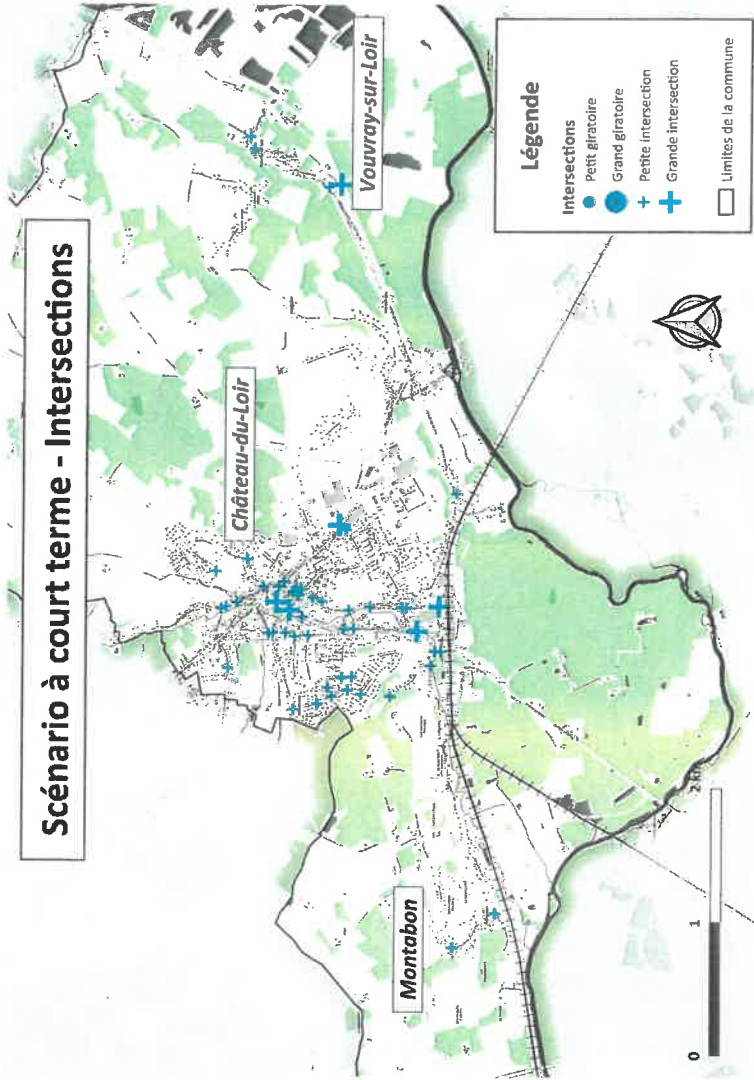 Scénario à court terme - Intersections
Château-du-Loir
Vouvray-sur-Loir
Montabon
Légende
Intersections
Petit giratoire
Grand giratoire
Petite intersection
Grande intersection
Limites de la commune
0
1
2 km